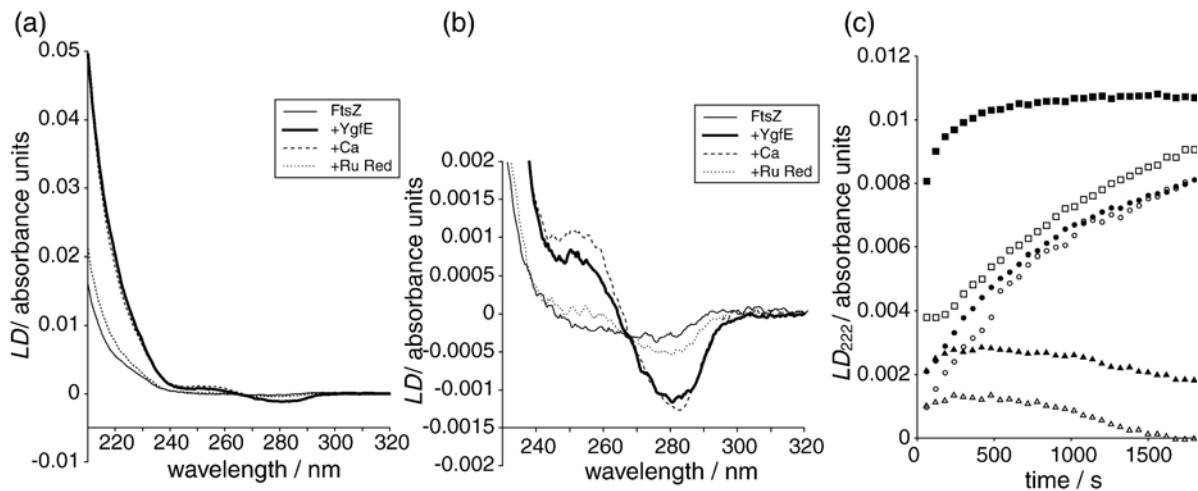 (a)
0.05
0.04
0.03
0.02
0.01
0
-0.01
LD/ absorbance units
220 240 260 280 300 320
wavelength / nm
FtsZ
+YgfE
+Ca
+Ru Red
(b)
0.002
0.0015
0.001
0.0005
0
-0.0005
-0.001
-0.0015
-0.002
LD/ absorbance units
240 260 280 300 320
wavelength / nm
FtsZ
+YgfE
+Ca
+Ru Red
(c)
0.012
0.01
0.008
0.006
0.004
0.002
0
LD222/ absorbance units
0 500 1000 1500
time / s